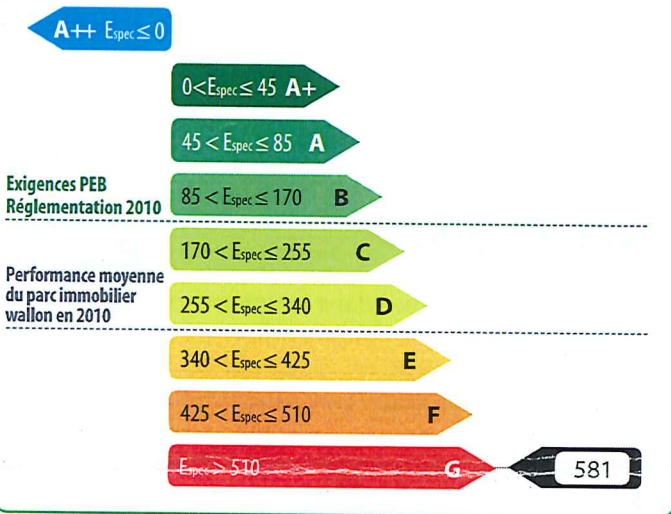 A++ Espec ≤ 0
0 < Espec ≤ 45 A+
45 < Espec ≤ 85 A
Exigences PEB
Réglementation 2010
85 < Espec ≤ 170 B
170 < Espec ≤ 255 C
Performance moyenne
du parc immobilier
wallon en 2010
255 < Espec ≤ 340 D
340 < Espec ≤ 425 E
425 < Espec ≤ 510 F
Espec > 510 G
581